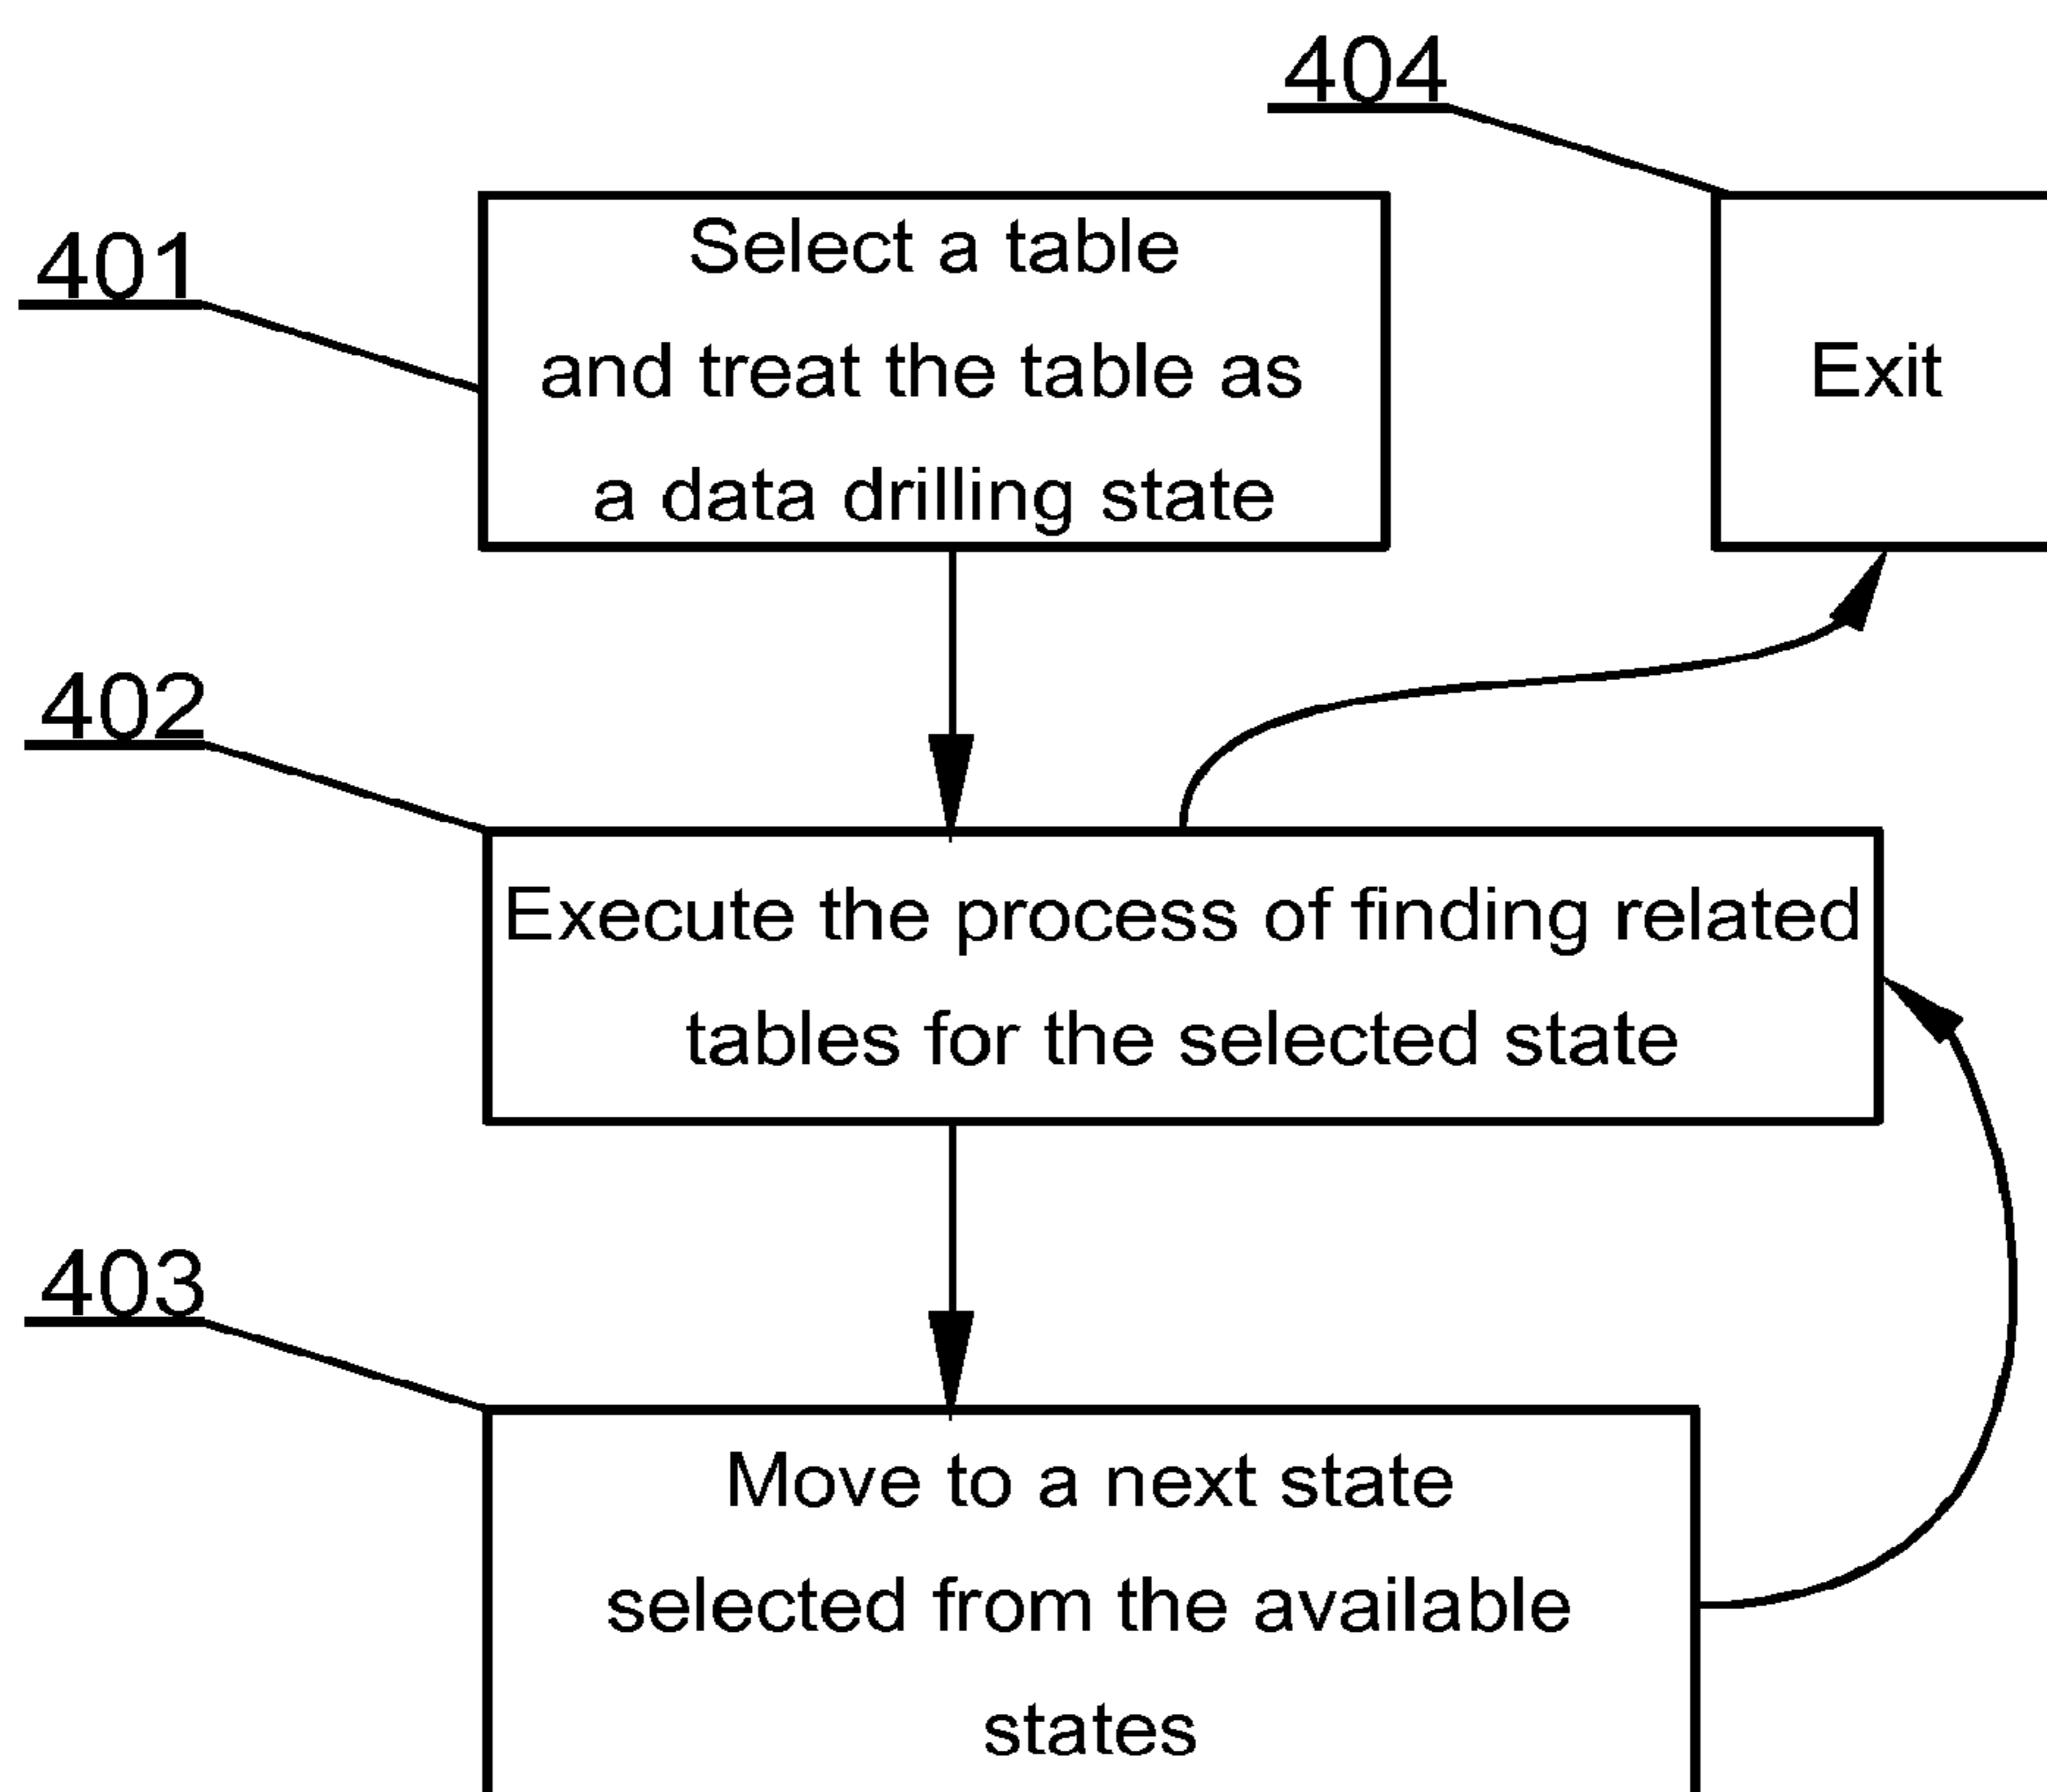 404
401
Select a table
and treat the table as
a data drilling state
Exit
402
Execute the process of finding related
tables for the selected state
403
Move to a next state
selected from the available
states